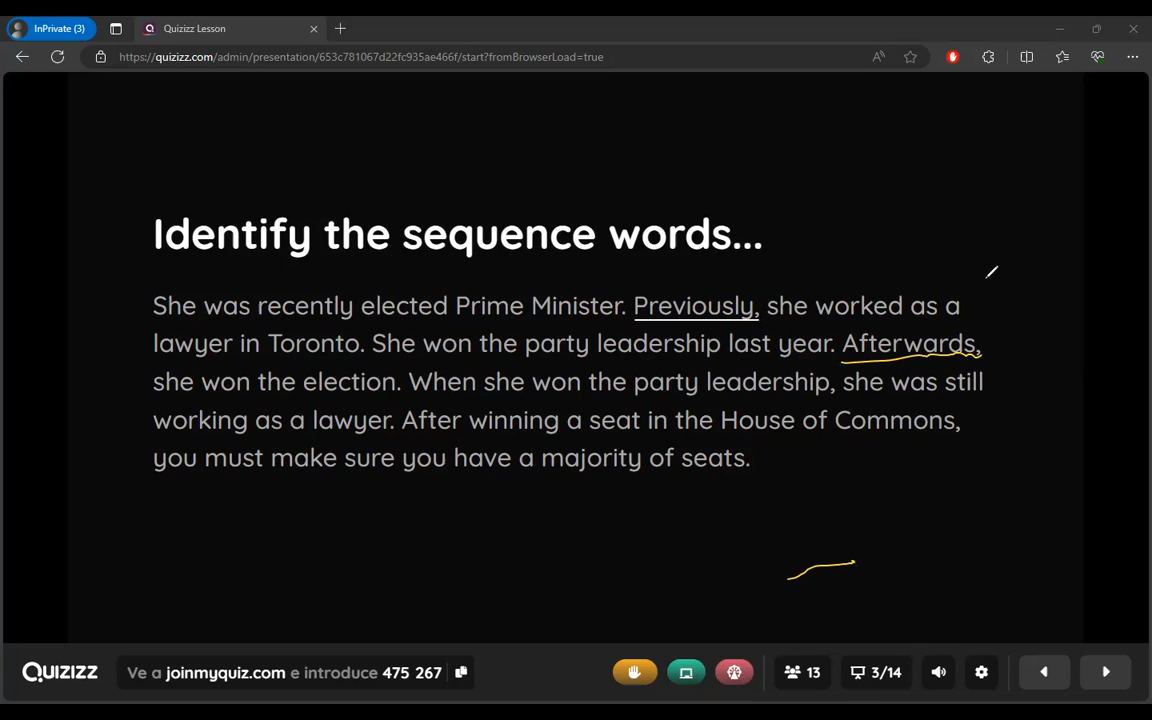 InPrivate (3)
Quizizz Lesson
https://quizizz.com/admin/presentation/653c781067d22fc935ae466f/start?fromBrowserLoad=true
Identify the sequence words...
She was recently elected Prime Minister. Previously, she worked as a
lawyer in Toronto. She won the party leadership last year. Afterwards,
she won the election. When she won the party leadership, she was still
working as a lawyer. After winning a seat in the House of Commons,
you must make sure you have a majority of seats.
QUIZIZZ
Ve a joinmyquiz.com e introduce 475 267
13
3/14